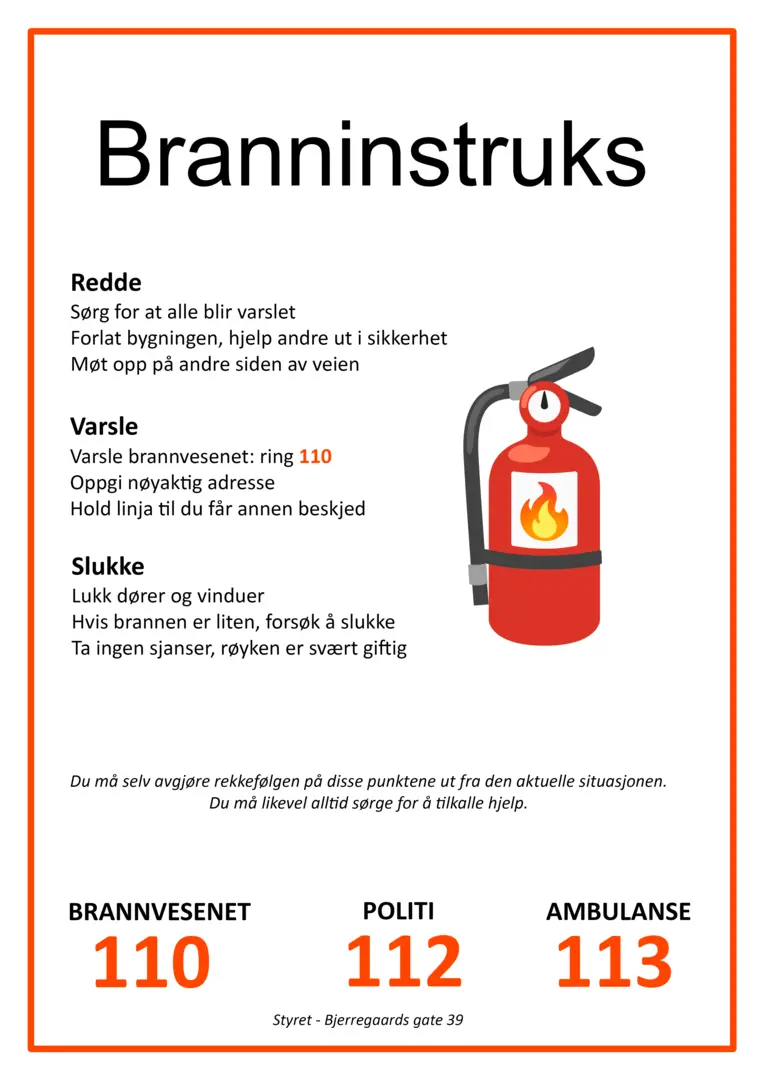 Branninstruks
Redde
Sørg for at alle blir varslet
Forlat bygningen, hjelp andre ut i sikkerhet
Møt opp på andre siden av veien
Varsle
Varsle brannvesenet: ring 110
Oppgi nøyaktig adresse
Hold linja til du får annen beskjed
Slukke
Lukk dører og vinduer
Hvis brannen er liten, forsøk å slukke
Ta ingen sjanser, røyken er svært giftig
Du må selv avgjøre rekkefølgen på disse punktene ut fra den aktuelle situasjonen.
Du må likevel alltid sørge for å tilkalle hjelp.
BRANNVESENET POLITI AMBULANSE
110 112 113
Styret - Bjerregaards gate 39